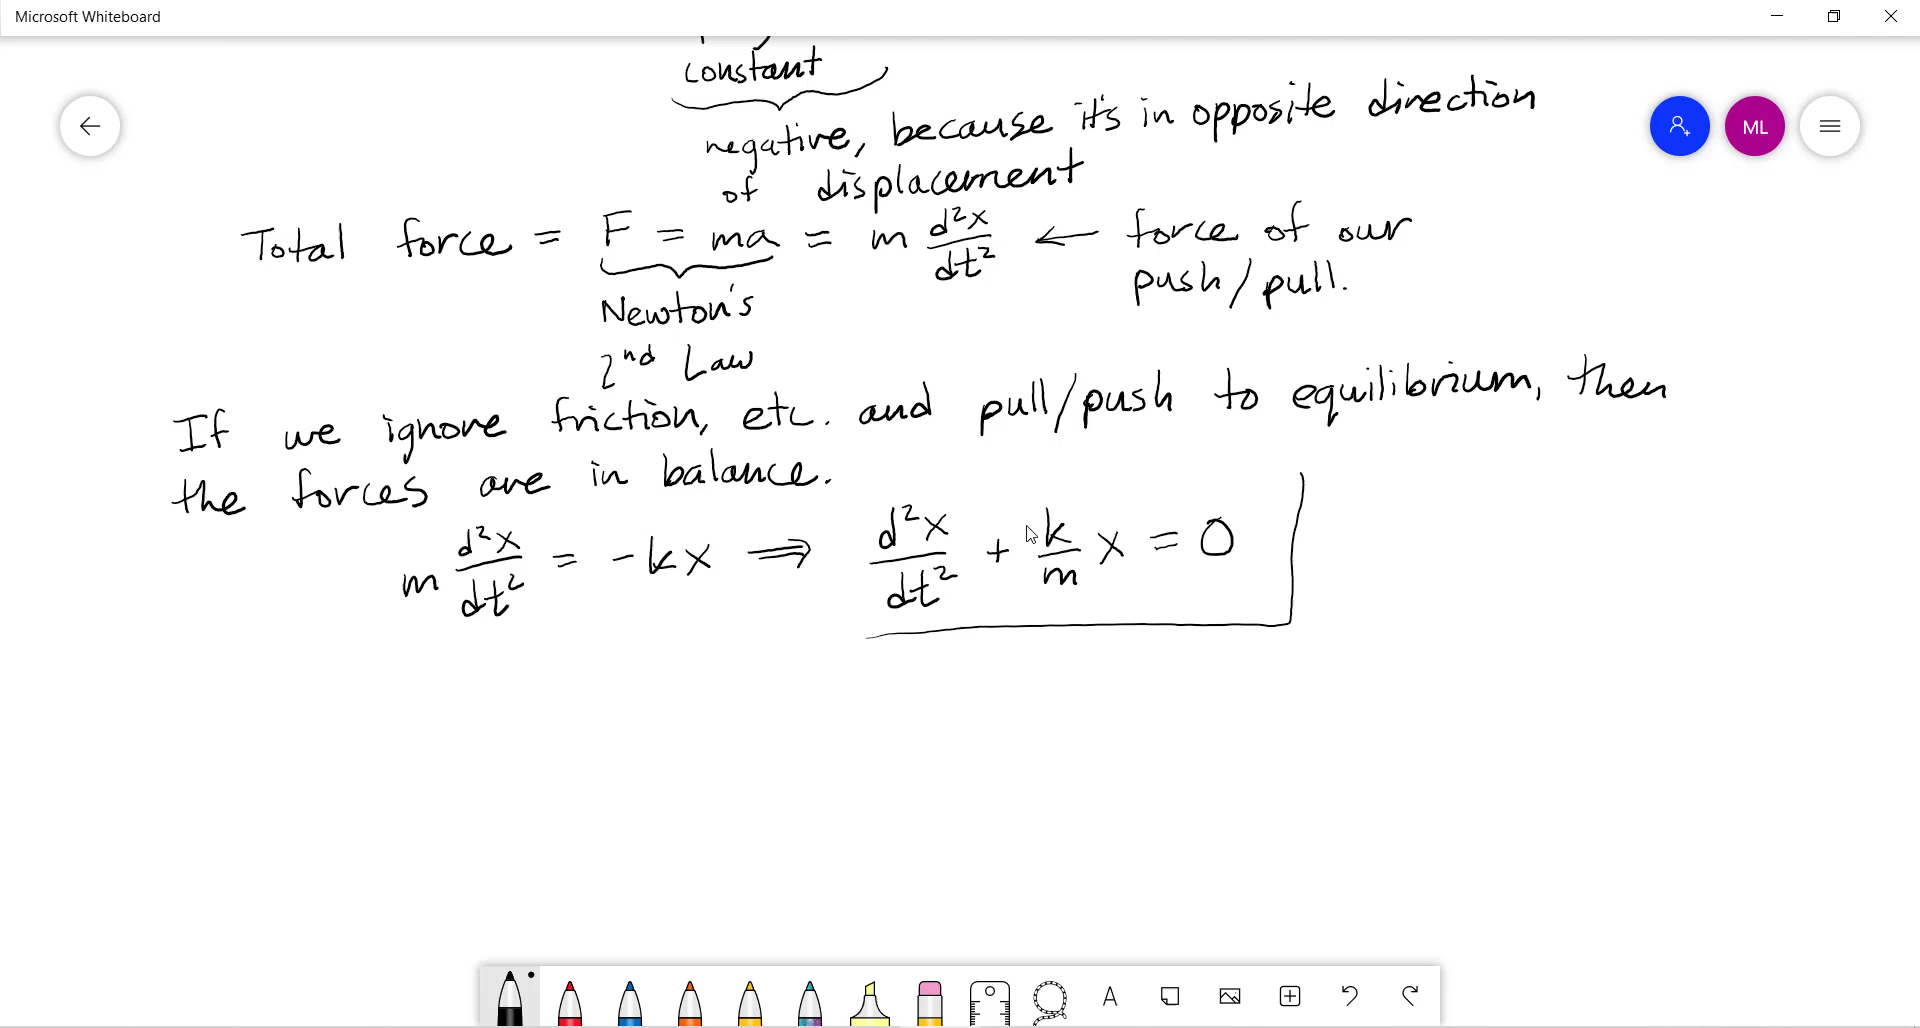 Microsoft Whiteboard
constant
negative, because it's in opposite direction
of displacement
Total force = F = ma = m d²x/dt² ← force of our
push/pull.
Newton's
2nd Law
If we ignore friction, etc. and pull/push to equilibrium, then
the forces are in balance.
m d²x/dt² = -kx ⟹ d²x/dt² + k/m x = 0
ML
A